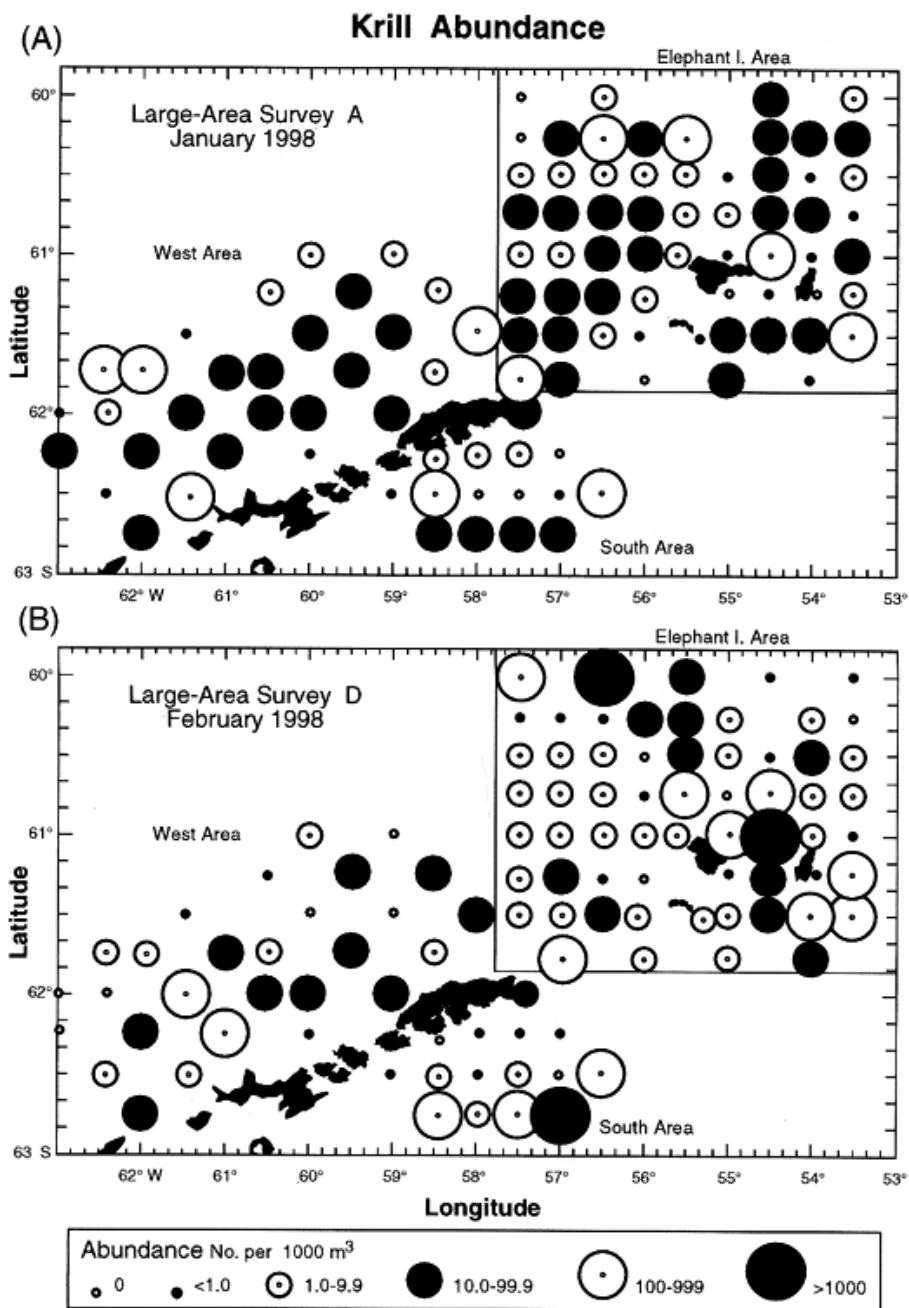 Krill Abundance
(A)
Elephant I. Area
60°
Large-Area Survey A
January 1998
West Area
61°
Latitude
62°
South Area
63 S
62° W 61° 60° 59° 58° 57° 56° 55° 54° 53°
(B)
Elephant I. Area
60°
Large-Area Survey D
February 1998
West Area
61°
Latitude
62°
South Area
63 S
62° W 61° 60° 59° 58° 57° 56° 55° 54° 53°
Longitude
Abundance No. per 1000 m³
0 <1.0 1.0-9.9 10.0-99.9 100-999 >1000